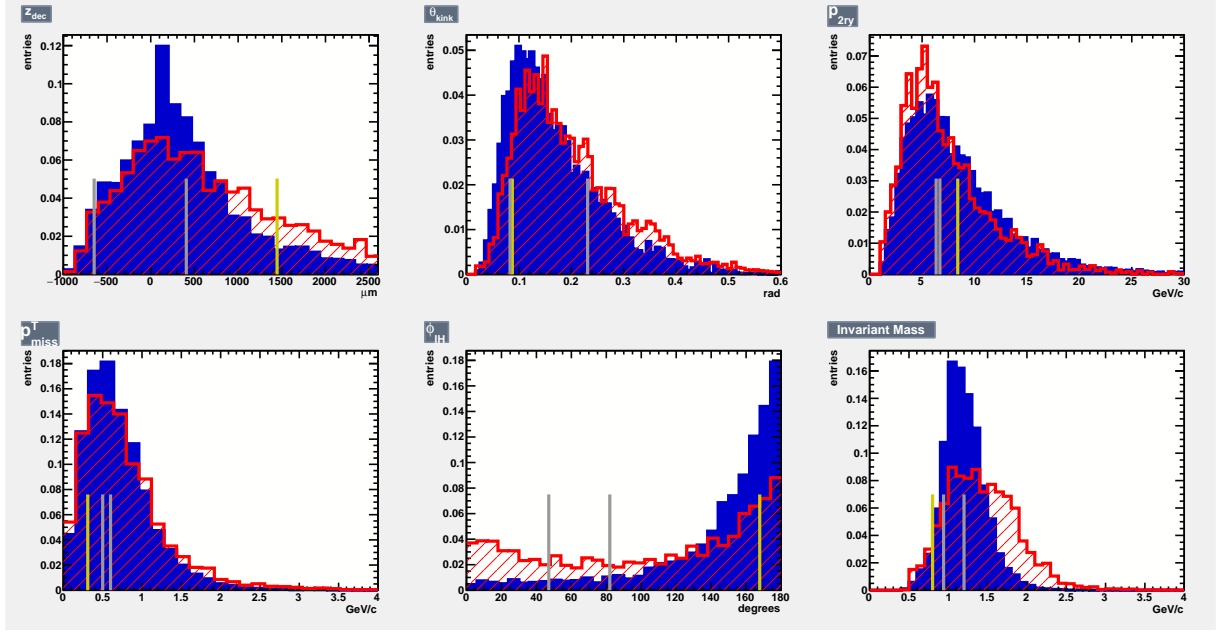 z_dec
entries
0.12
0.1
0.08
0.06
0.04
0.02
0
−1000 −500 0 500 1000 1500 2000 2500
μm
θ_kink
entries
0.05
0.04
0.03
0.02
0.01
0
0 0.1 0.2 0.3 0.4 0.5 0.6
rad
p_2ry
entries
0.07
0.06
0.05
0.04
0.03
0.02
0.01
0
0 5 10 15 20 25 30
GeV/c
p^T_miss
entries
0.18
0.16
0.14
0.12
0.1
0.08
0.06
0.04
0.02
0
0 0.5 1 1.5 2 2.5 3 3.5 4
GeV/c
ϕ_lH
entries
0.18
0.16
0.14
0.12
0.1
0.08
0.06
0.04
0.02
0
0 20 40 60 80 100 120 140 160 180
degrees
Invariant Mass
entries
0.16
0.14
0.12
0.1
0.08
0.06
0.04
0.02
0
0 0.5 1 1.5 2 2.5 3 3.5 4
GeV/c